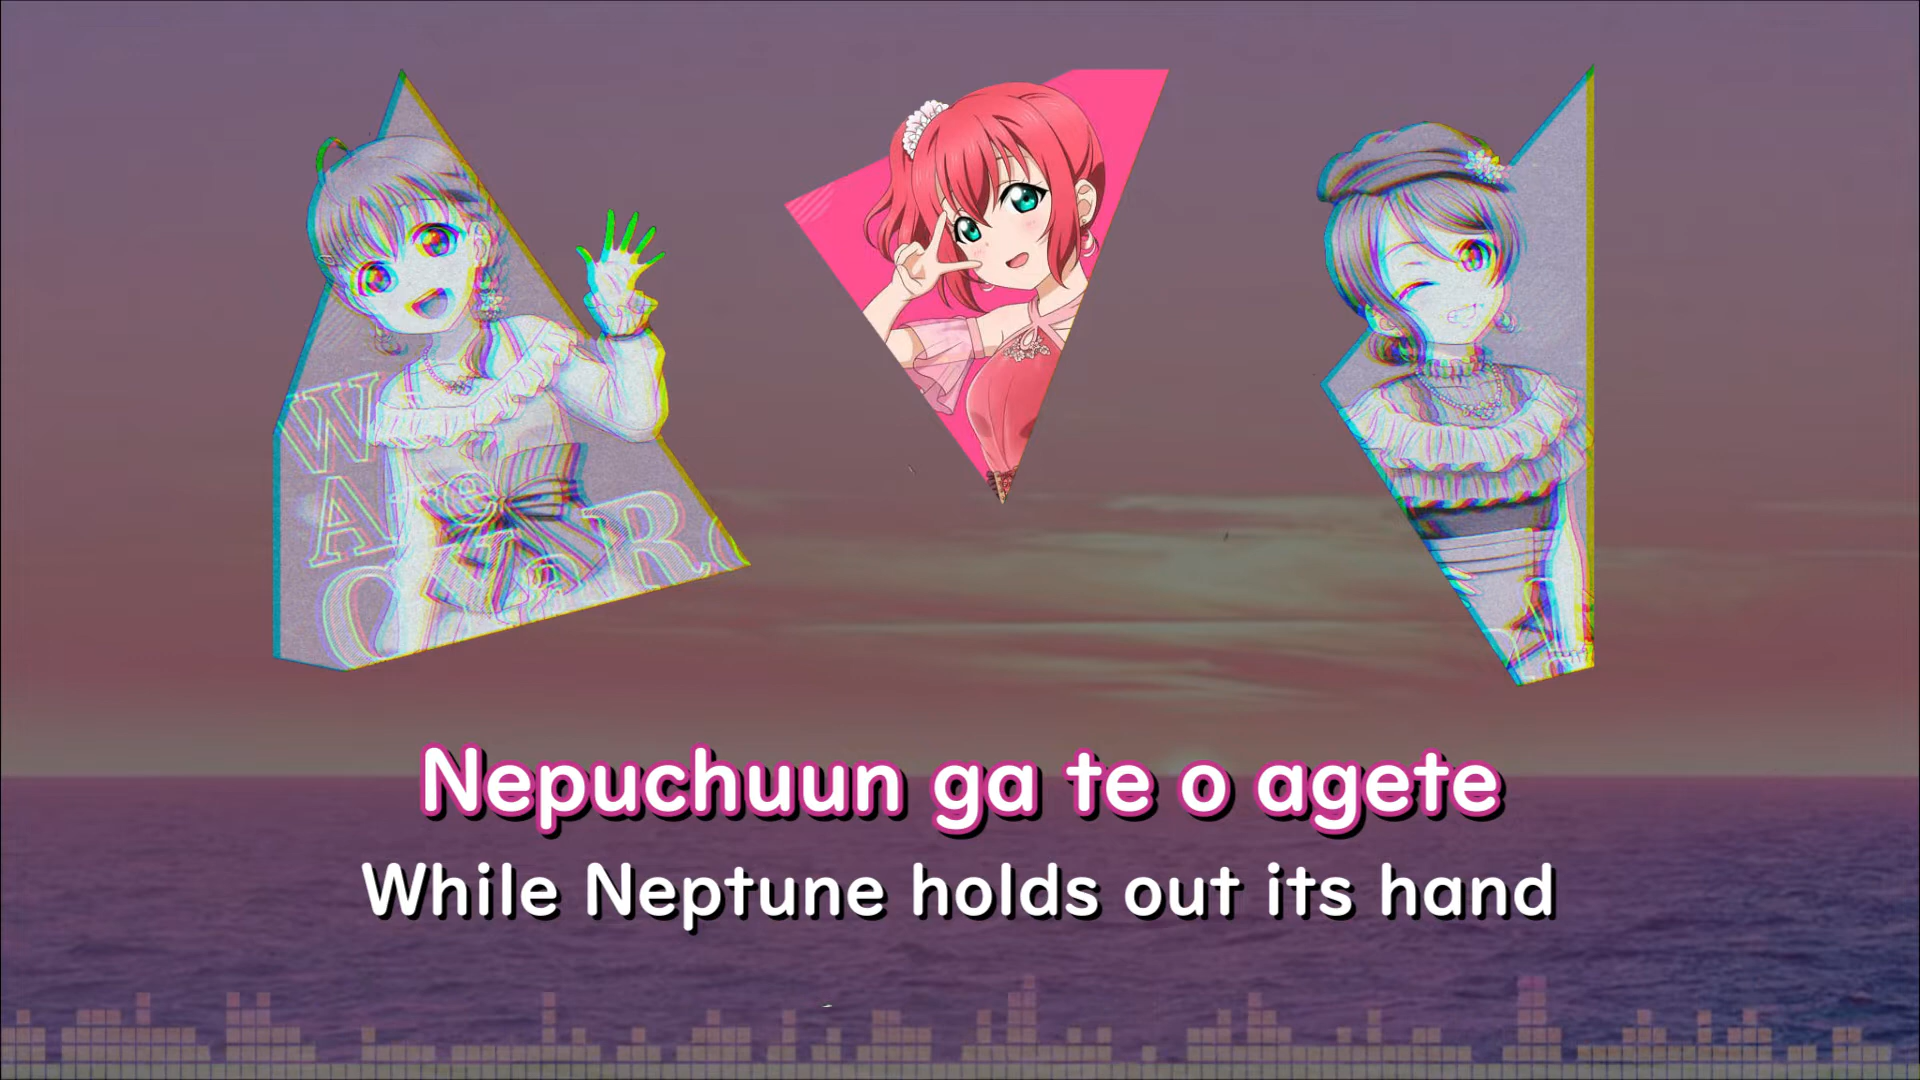 Nepuchuun ga te o agete
While Neptune holds out its hand